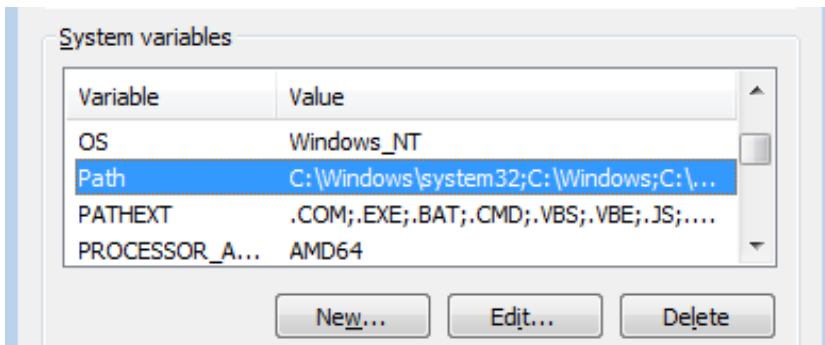 System variables
Variable Value
OS Windows_NT
Path C:\Windows\system32;C:\Windows;C:\...
PATHEXT .COM;.EXE;.BAT;.CMD;.VBS;.VBE;.JS;....
PROCESSOR_A... AMD64
New... Edit... Delete